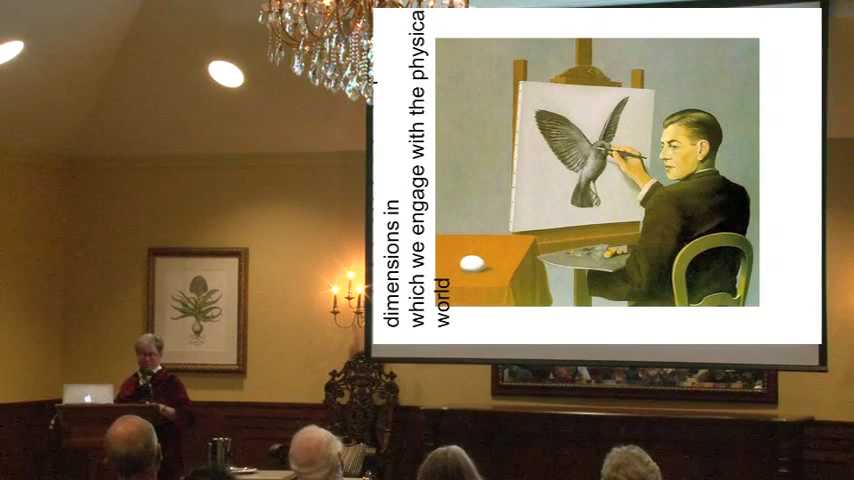 dimensions in
which we engage with the physica
world